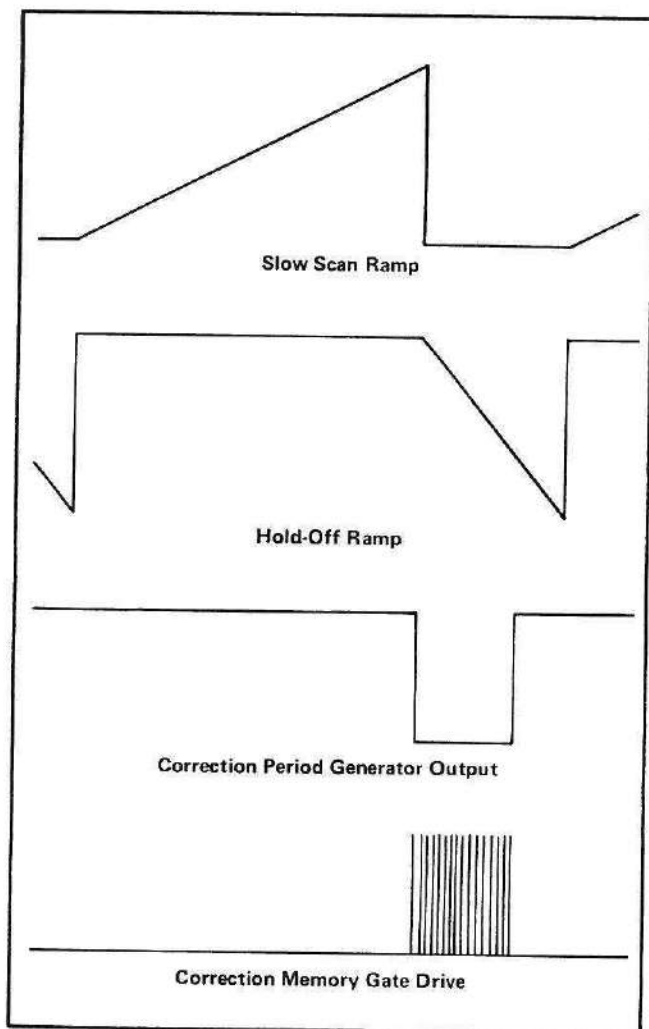 Slow Scan Ramp
Hold-Off Ramp
Correction Period Generator Output
Correction Memory Gate Drive